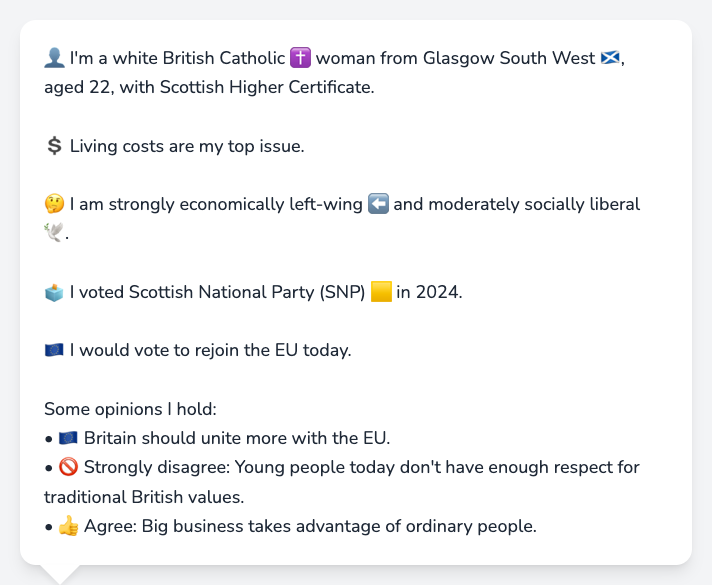 👤 I'm a white British Catholic ✝️ woman from Glasgow South West 🏴󠁧󠁢󠁳󠁣󠁴󠁿,
aged 22, with Scottish Higher Certificate.
💲 Living costs are my top issue.
🤔 I am strongly economically left-wing ⬅️ and moderately socially liberal
🕊️.
🗳️ I voted Scottish National Party (SNP) 🟨 in 2024.
🇪🇺 I would vote to rejoin the EU today.
Some opinions I hold:
• 🇪🇺 Britain should unite more with the EU.
• 🚫 Strongly disagree: Young people today don't have enough respect for
traditional British values.
• 👍 Agree: Big business takes advantage of ordinary people.